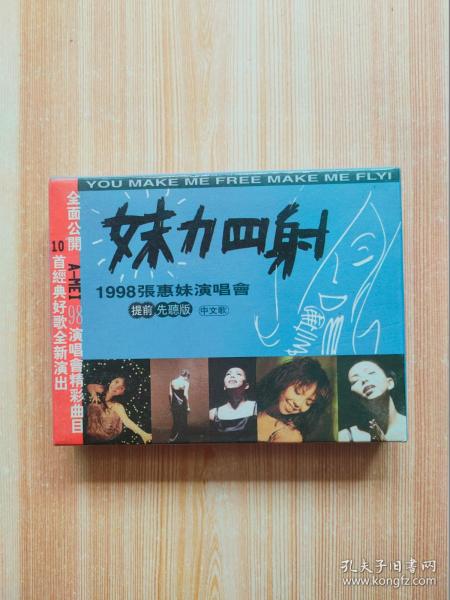 YOU MAKE ME FREE MAKE ME FLY!
妹力四射
1998張惠妹演唱會
提前 先聽版 中文歌
全面公開 A-MEI 98演唱會精彩曲目
10首經典好歌全新演出
孔夫子旧书网
www.kongfz.com